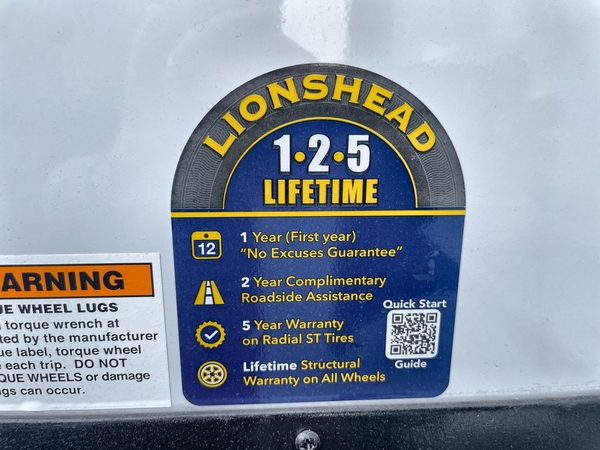 LIONSHEAD
1•2•5
LIFETIME
12
1 Year (First year)
“No Excuses Guarantee”
2 Year Complimentary
Roadside Assistance
5 Year Warranty
on Radial ST Tires
Lifetime Structural
Warranty on All Wheels
Quick Start
Guide
ARNING
UE WHEEL LUGS
torque wrench at
ted by the manufacturer
ue label, torque wheel
e each trip. DO NOT
QUE WHEELS or damage
ugs can occur.